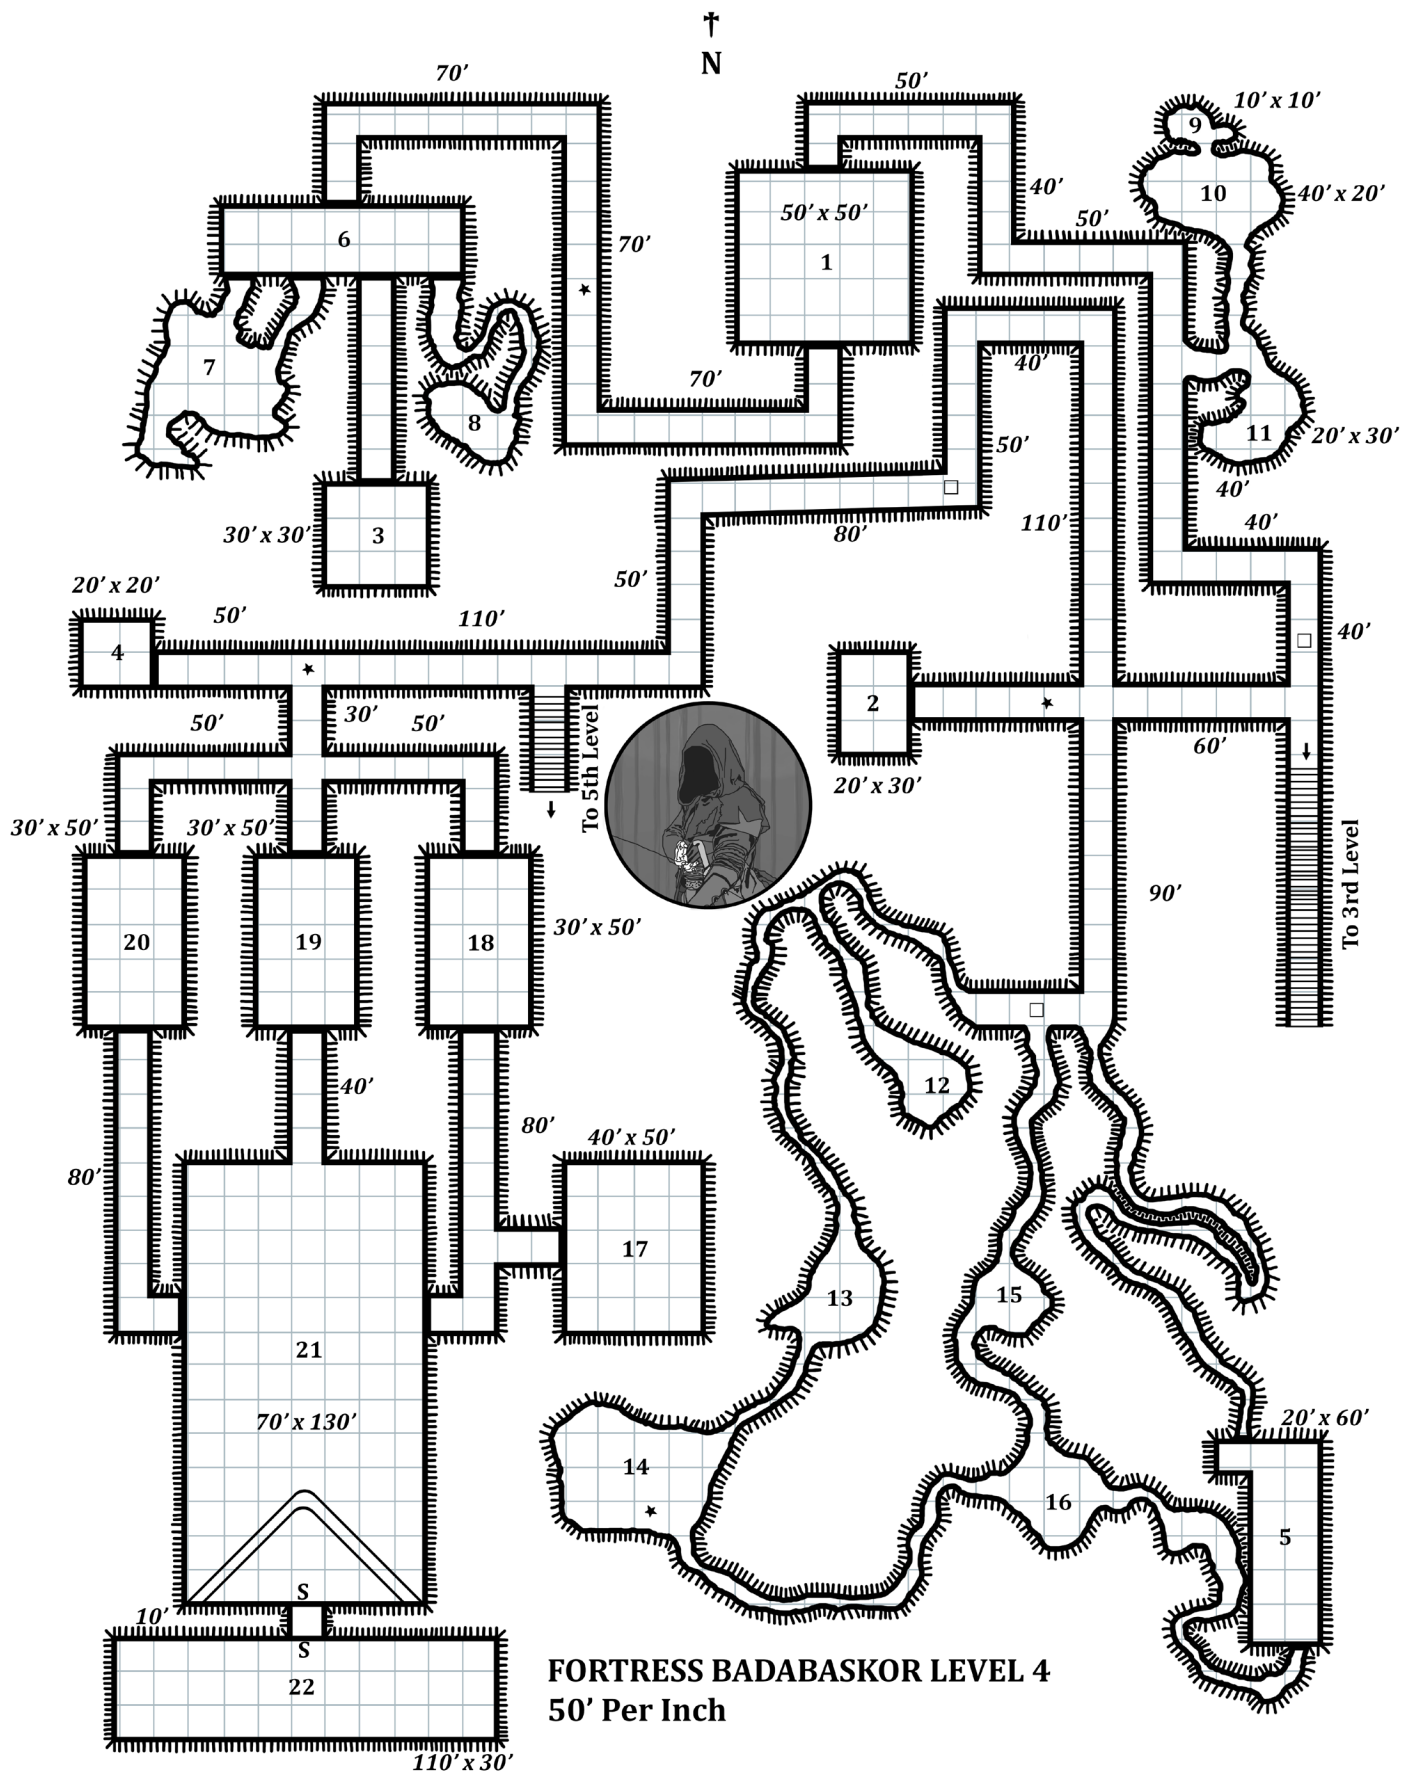 †
N
70’
50’
10’ x 10’
9
40’
10
40’ x 20’
50’
50’ x 50’
6
70’
1
7
40’
70’
8
11
20’ x 30’
50’
40’
30’ x 30’
3
80’
110’
40’
50’
20’ x 20’
50’
110’
4
40’
2
50’
30’
50’
To 5th Level
60’
20’ x 30’
30’ x 50’
30’ x 50’
To 3rd Level
90’
20
19
18
30’ x 50’
40’
12
80’
40’ x 50’
80’
17
13
15
21
70’ x 130’
20’ x 60’
14
16
5
S
10’
S
22
FORTRESS BADABASKOR LEVEL 4
50’ Per Inch
110’ x 30’